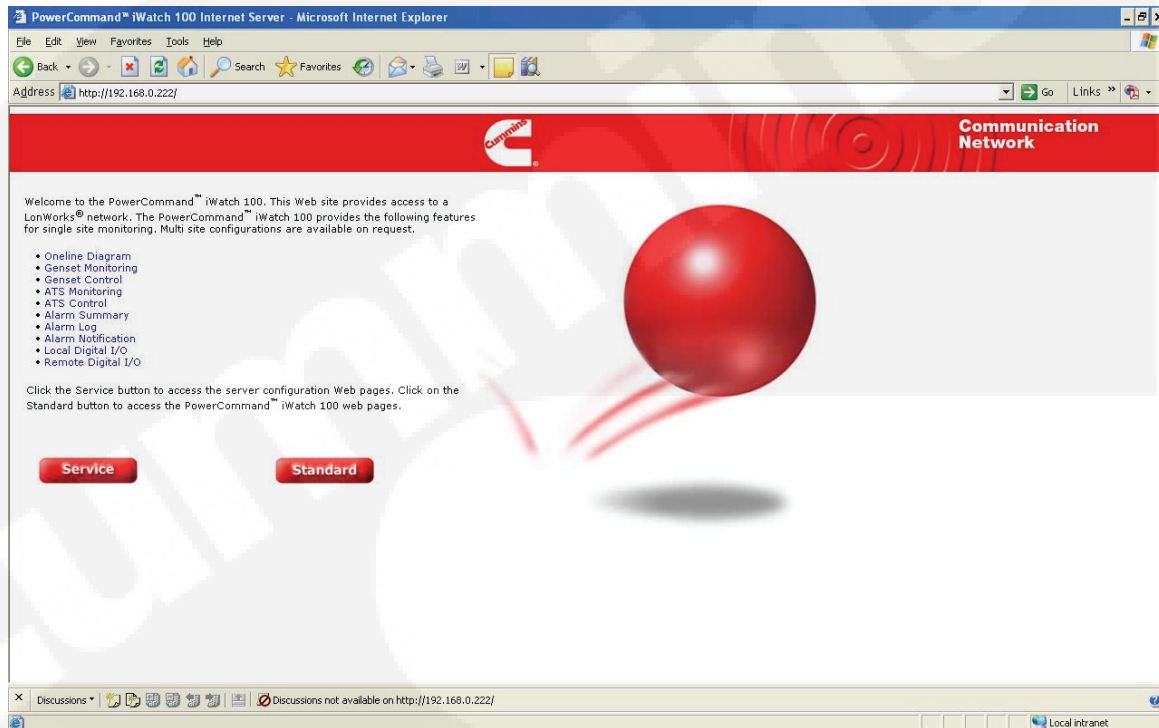 PowerCommand™ iWatch 100 Internet Server - Microsoft Internet Explorer
File Edit View Favorites Tools Help
Back Search Favorites
Address http://192.168.0.222/ Go Links »
Cummins
Communication
Network
Welcome to the PowerCommand™ iWatch 100. This Web site provides access to a
LonWorks® network. The PowerCommand™ iWatch 100 provides the following features
for single site monitoring. Multi site configurations are available on request.
• Oneline Diagram
• Genset Monitoring
• Genset Control
• ATS Monitoring
• ATS Control
• Alarm Summary
• Alarm Log
• Alarm Notification
• Local Digital I/O
• Remote Digital I/O
Click the Service button to access the server configuration Web pages. Click on the
Standard button to access the PowerCommand™ iWatch 100 web pages.
Service Standard
Discussions Discussions not available on http://192.168.0.222/
Local intranet